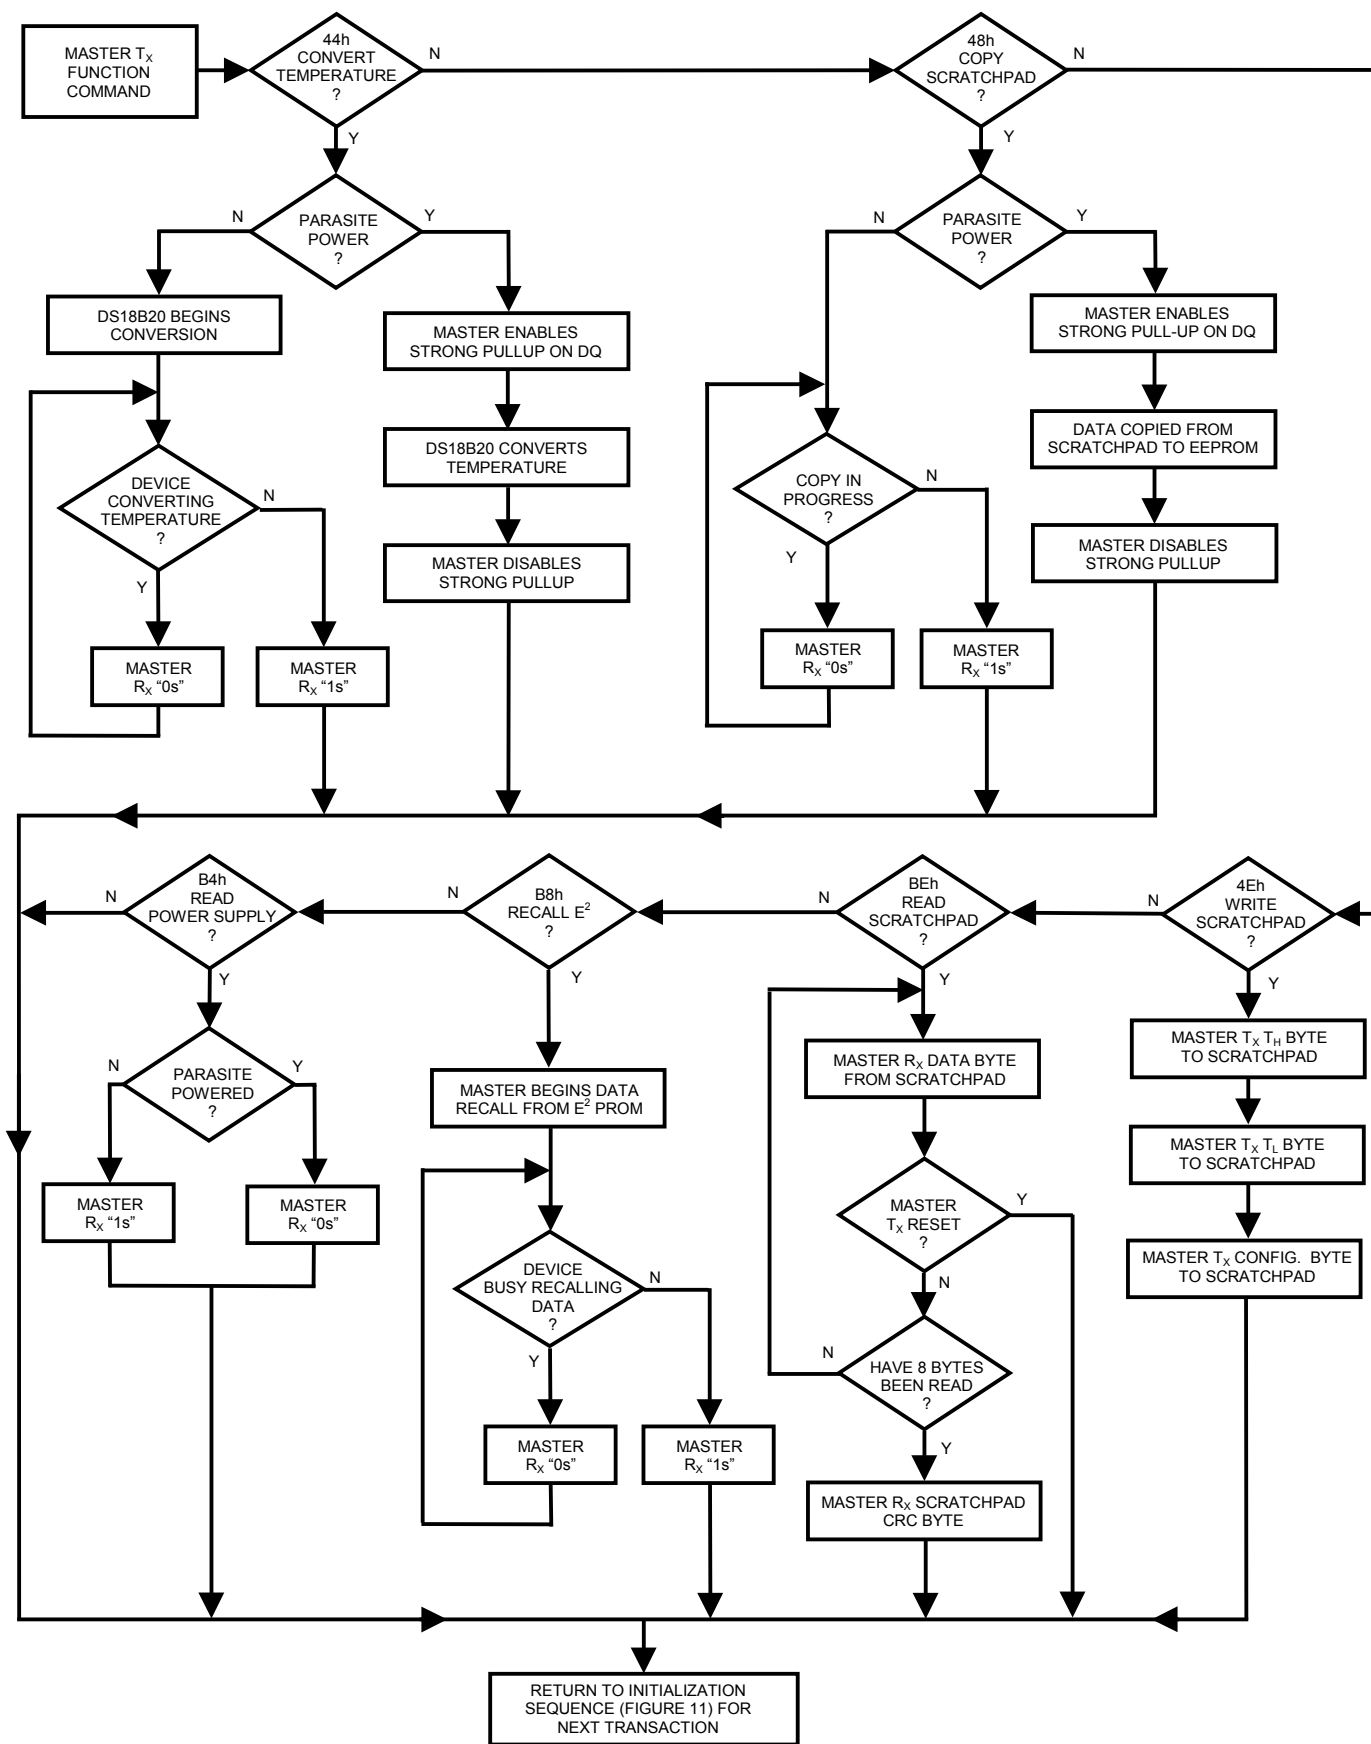 MASTER TX
FUNCTION
COMMAND
44h
CONVERT
TEMPERATURE
?
N
Y
48h
COPY
SCRATCHPAD
?
N
Y
PARASITE
POWER
?
N
Y
PARASITE
POWER
?
N
Y
DS18B20 BEGINS
CONVERSION
MASTER ENABLES
STRONG PULLUP ON DQ
MASTER ENABLES
STRONG PULL-UP ON DQ
DEVICE
CONVERTING
TEMPERATURE
?
N
Y
DS18B20 CONVERTS
TEMPERATURE
COPY IN
PROGRESS
?
N
Y
DATA COPIED FROM
SCRATCHPAD TO EEPROM
MASTER DISABLES
STRONG PULLUP
MASTER DISABLES
STRONG PULLUP
MASTER
RX “0s”
MASTER
RX “1s”
MASTER
RX “0s”
MASTER
RX “1s”
B4h
READ
POWER SUPPLY
?
N
Y
B8h
RECALL E²
?
N
Y
BEh
READ
SCRATCHPAD
?
N
Y
4Eh
WRITE
SCRATCHPAD
?
N
Y
PARASITE
POWERED
?
N
Y
MASTER BEGINS DATA
RECALL FROM E² PROM
MASTER RX DATA BYTE
FROM SCRATCHPAD
MASTER TX TH BYTE
TO SCRATCHPAD
MASTER TX TL BYTE
TO SCRATCHPAD
MASTER
RX “1s”
MASTER
RX “0s”
MASTER
TX RESET
?
Y
N
MASTER TX CONFIG. BYTE
TO SCRATCHPAD
DEVICE
BUSY RECALLING
DATA
?
N
Y
HAVE 8 BYTES
BEEN READ
?
N
Y
MASTER
RX “0s”
MASTER
RX “1s”
MASTER RX SCRATCHPAD
CRC BYTE
RETURN TO INITIALIZATION
SEQUENCE (FIGURE 11) FOR
NEXT TRANSACTION